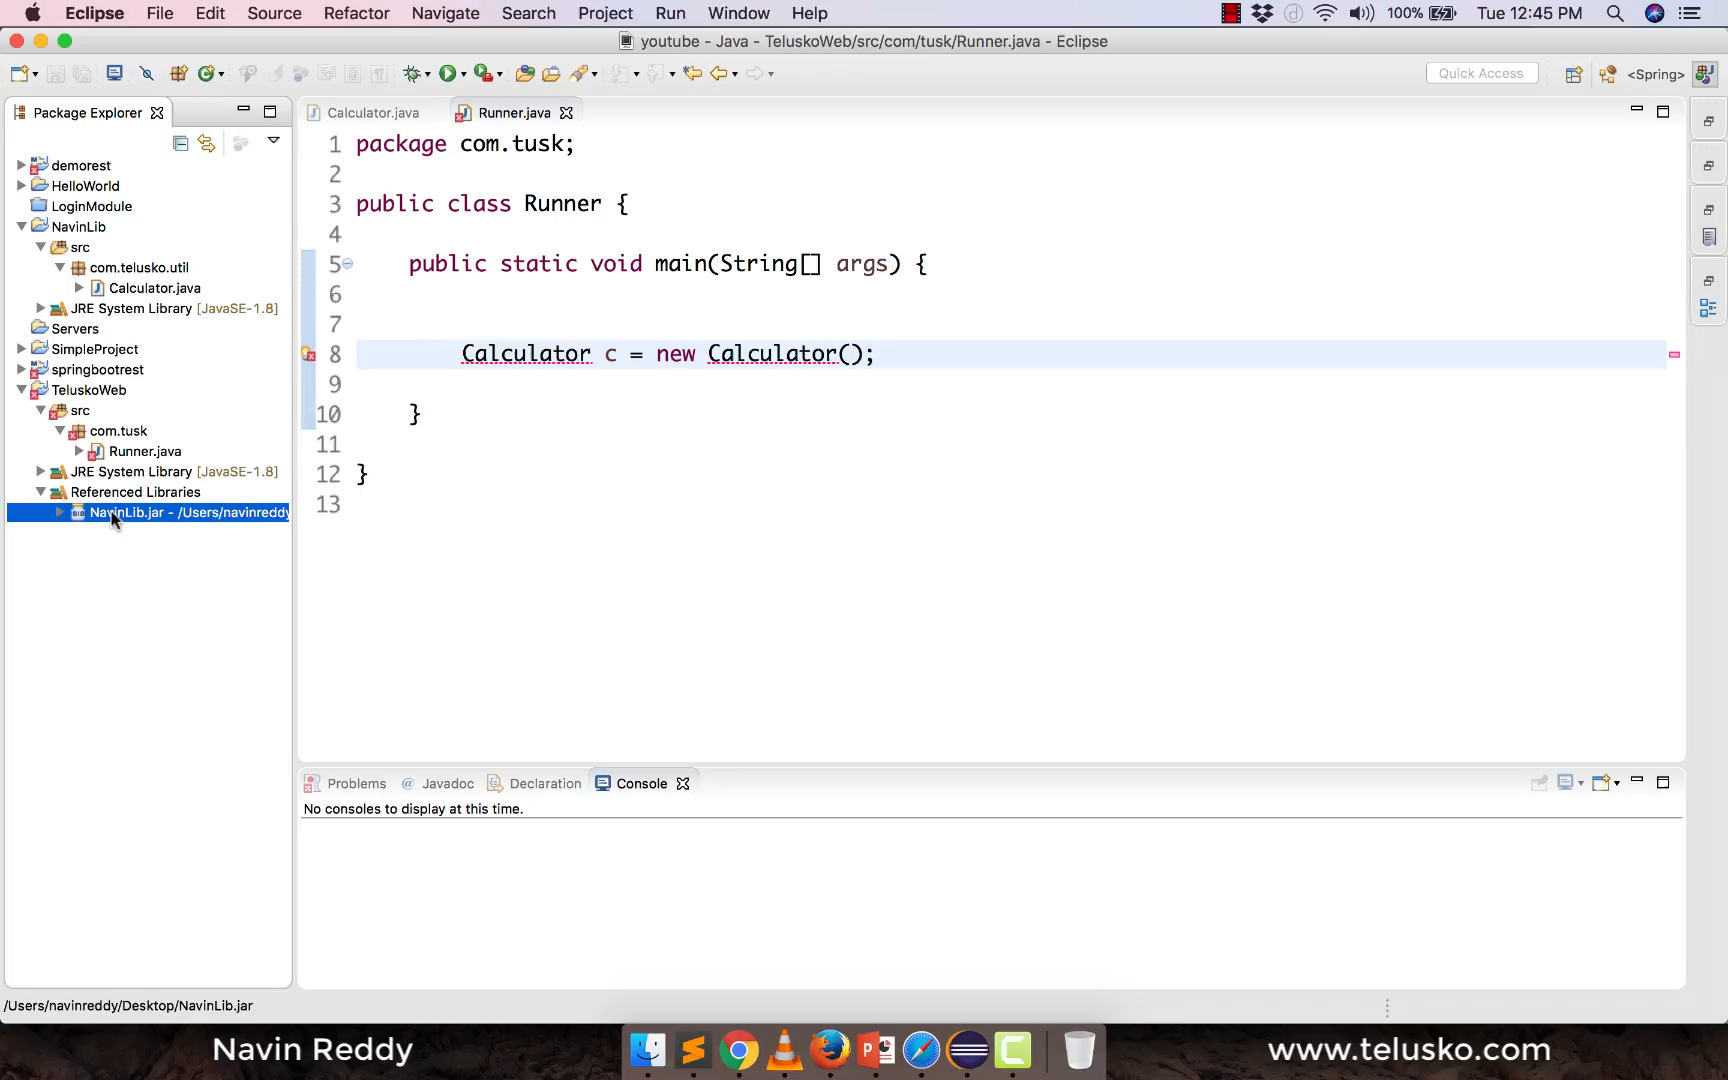 Eclipse File Edit Source Refactor Navigate Search Project Run Window Help 100% Tue 12:45 PM
youtube - Java - TeluskoWeb/src/com/tusk/Runner.java - Eclipse
Quick Access <Spring>
Package Explorer
demorest
HelloWorld
LoginModule
NavinLib
src
com.telusko.util
Calculator.java
JRE System Library [JavaSE-1.8]
Servers
SimpleProject
springbootrest
TeluskoWeb
src
com.tusk
Runner.java
JRE System Library [JavaSE-1.8]
Referenced Libraries
NavinLib.jar - /Users/navinreddy
Calculator.java Runner.java
1 package com.tusk;
2
3 public class Runner {
4
5 public static void main(String[] args) {
6
7
8 Calculator c = new Calculator();
9
10 }
11
12 }
13
Problems @ Javadoc Declaration Console
No consoles to display at this time.
/Users/navinreddy/Desktop/NavinLib.jar
Navin Reddy
www.telusko.com